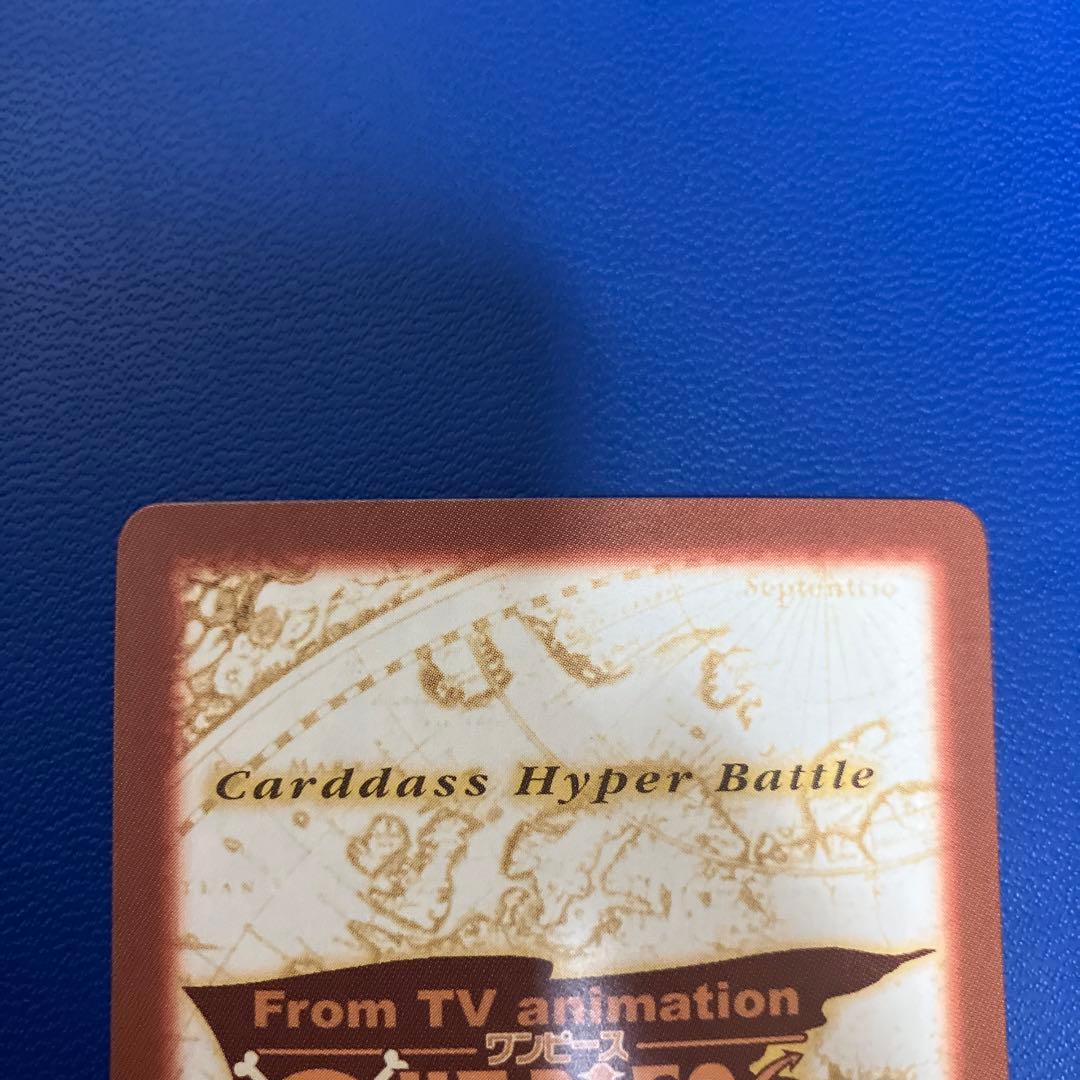 Septentrio
Carddass Hyper Battle
From TV animation
ワンピース